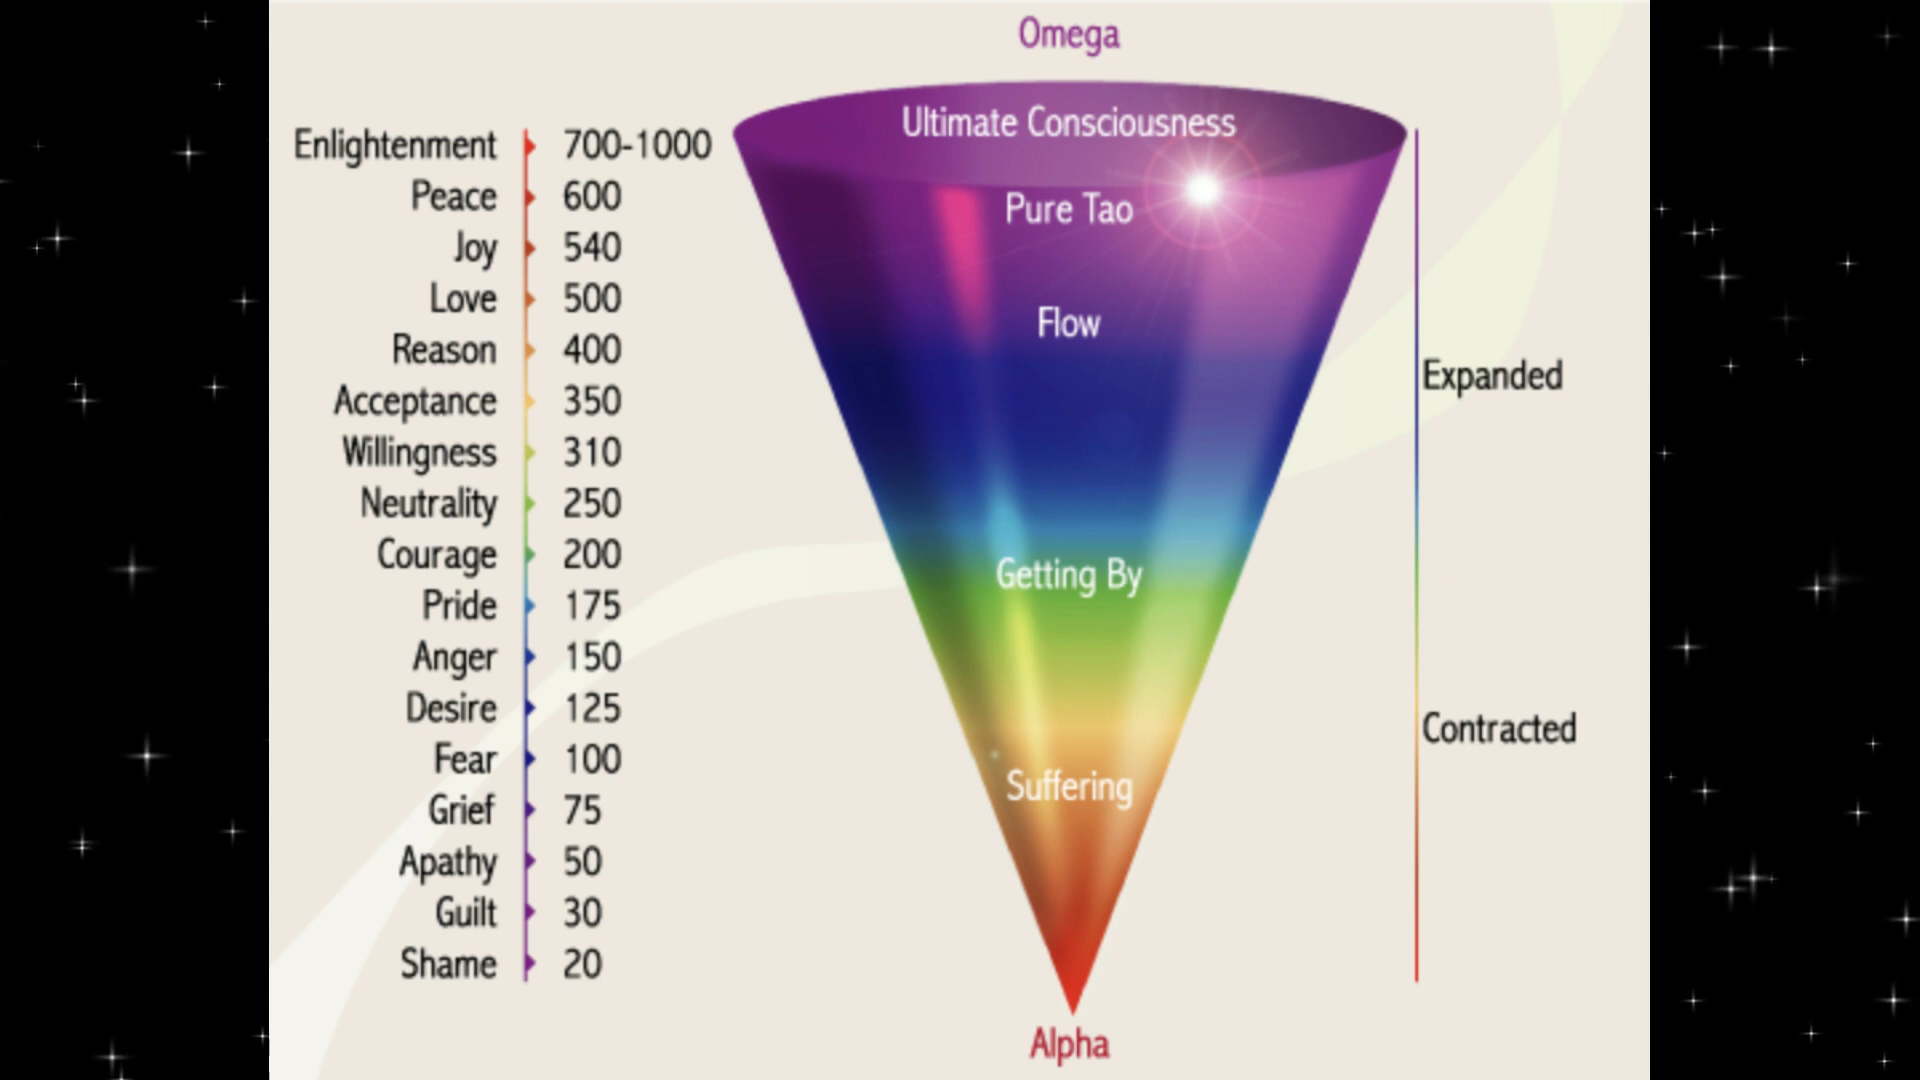 Omega
Ultimate Consciousness
Enlightenment 700-1000
Peace 600
Pure Tao
Joy 540
Love 500
Flow
Reason 400
Expanded
Acceptance 350
Willingness 310
Neutrality 250
Courage 200
Getting By
Pride 175
Anger 150
Desire 125
Contracted
Fear 100
Suffering
Grief 75
Apathy 50
Guilt 30
Shame 20
Alpha